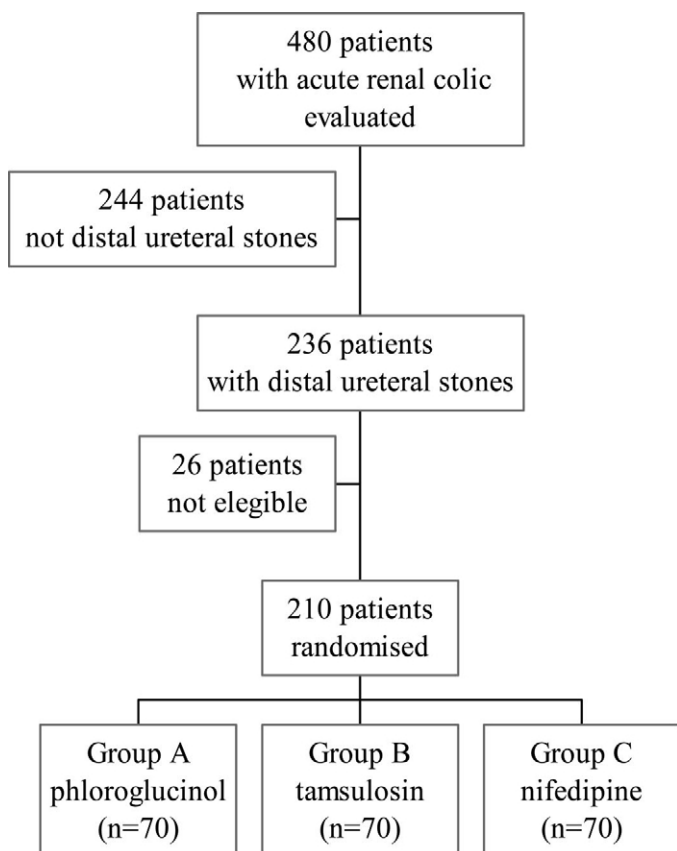 480 patients
with acute renal colic
evaluated
244 patients
not distal ureteral stones
236 patients
with distal ureteral stones
26 patients
not elegible
210 patients
randomised
Group A
phloroglucinol
(n=70)
Group B
tamsulosin
(n=70)
Group C
nifedipine
(n=70)